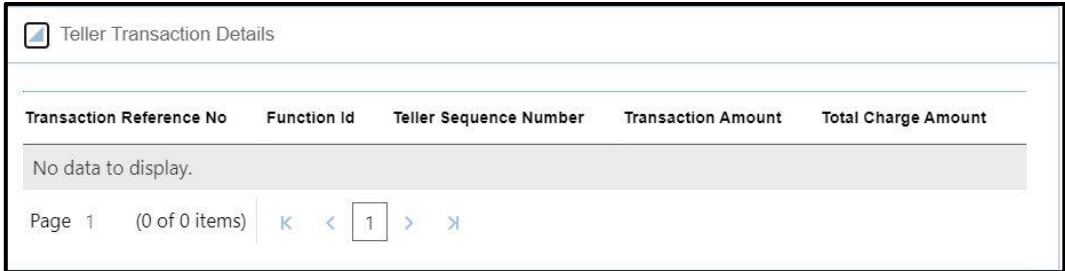 Teller Transaction Details
Transaction Reference No Function Id Teller Sequence Number Transaction Amount Total Charge Amount
No data to display.
Page 1 (0 of 0 items) 1